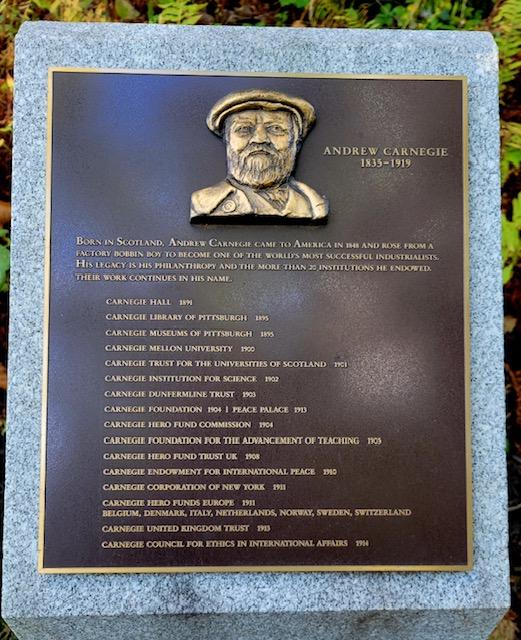 ANDREW CARNEGIE
1835–1919
BORN IN SCOTLAND, ANDREW CARNEGIE CAME TO AMERICA IN 1848 AND ROSE FROM A
FACTORY BOBBIN BOY TO BECOME ONE OF THE WORLD'S MOST SUCCESSFUL INDUSTRIALISTS.
HIS LEGACY IS HIS PHILANTHROPY AND THE MORE THAN 20 INSTITUTIONS HE ENDOWED.
THEIR WORK CONTINUES IN HIS NAME.
CARNEGIE HALL 1891
CARNEGIE LIBRARY OF PITTSBURGH 1895
CARNEGIE MUSEUMS OF PITTSBURGH 1895
CARNEGIE MELLON UNIVERSITY 1900
CARNEGIE TRUST FOR THE UNIVERSITIES OF SCOTLAND 1901
CARNEGIE INSTITUTION FOR SCIENCE 1902
CARNEGIE DUNFERMLINE TRUST 1903
CARNEGIE FOUNDATION 1904 | PEACE PALACE 1913
CARNEGIE HERO FUND COMMISSION 1904
CARNEGIE FOUNDATION FOR THE ADVANCEMENT OF TEACHING 1905
CARNEGIE HERO FUND TRUST UK 1908
CARNEGIE ENDOWMENT FOR INTERNATIONAL PEACE 1910
CARNEGIE CORPORATION OF NEW YORK 1911
CARNEGIE HERO FUNDS EUROPE 1911
BELGIUM, DENMARK, ITALY, NETHERLANDS, NORWAY, SWEDEN, SWITZERLAND
CARNEGIE UNITED KINGDOM TRUST 1913
CARNEGIE COUNCIL FOR ETHICS IN INTERNATIONAL AFFAIRS 1914